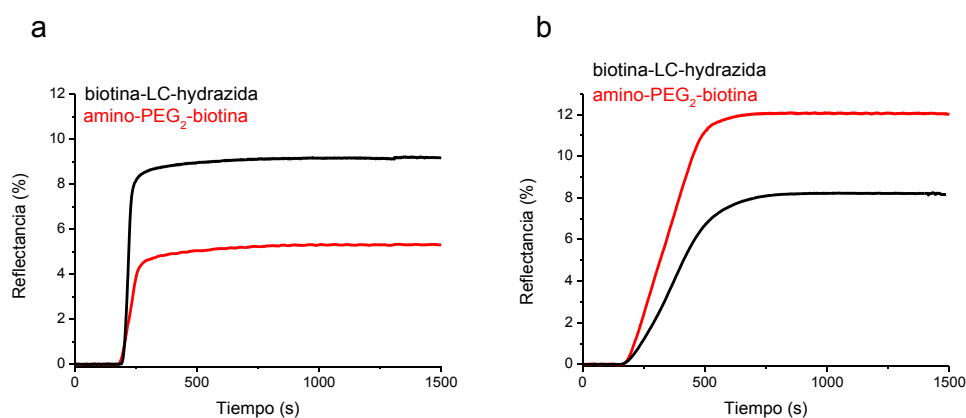 a
biotina-LC-hydrazida
amino-PEG₂-biotina
12
10
8
6
4
2
0
0
500
1000
1500
Reflectancia (%)
Tiempo (s)
b
biotina-LC-hydrazida
amino-PEG₂-biotina
12
10
8
6
4
2
0
0
500
1000
1500
Reflectancia (%)
Tiempo (s)